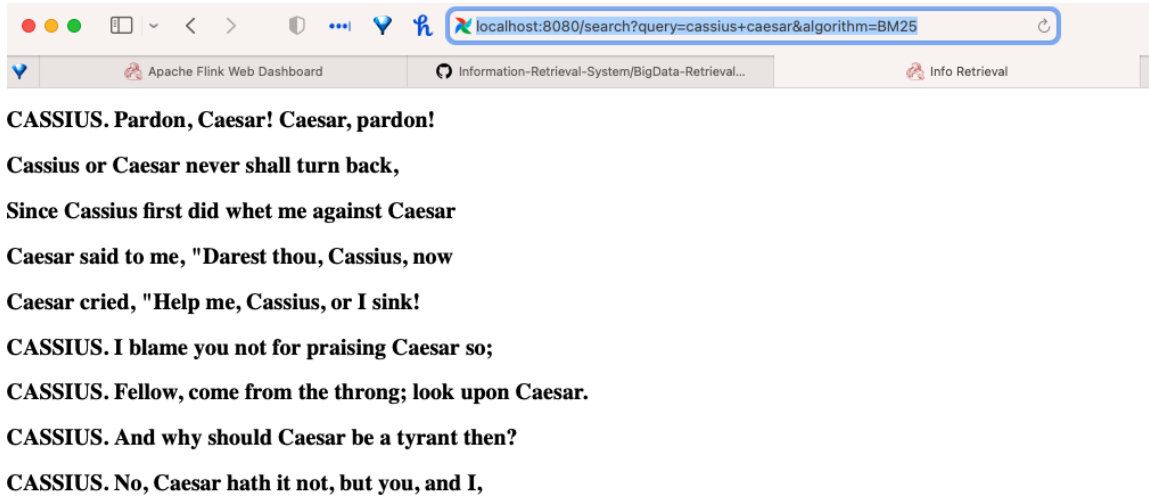 localhost:8080/search?query=cassius+caesar&algorithm=BM25
Apache Flink Web Dashboard
Information-Retrieval-System/BigData-Retrieval...
Info Retrieval
CASSIUS. Pardon, Caesar! Caesar, pardon!
Cassius or Caesar never shall turn back,
Since Cassius first did whet me against Caesar
Caesar said to me, "Darest thou, Cassius, now
Caesar cried, "Help me, Cassius, or I sink!
CASSIUS. I blame you not for praising Caesar so;
CASSIUS. Fellow, come from the throng; look upon Caesar.
CASSIUS. And why should Caesar be a tyrant then?
CASSIUS. No, Caesar hath it not, but you, and I,